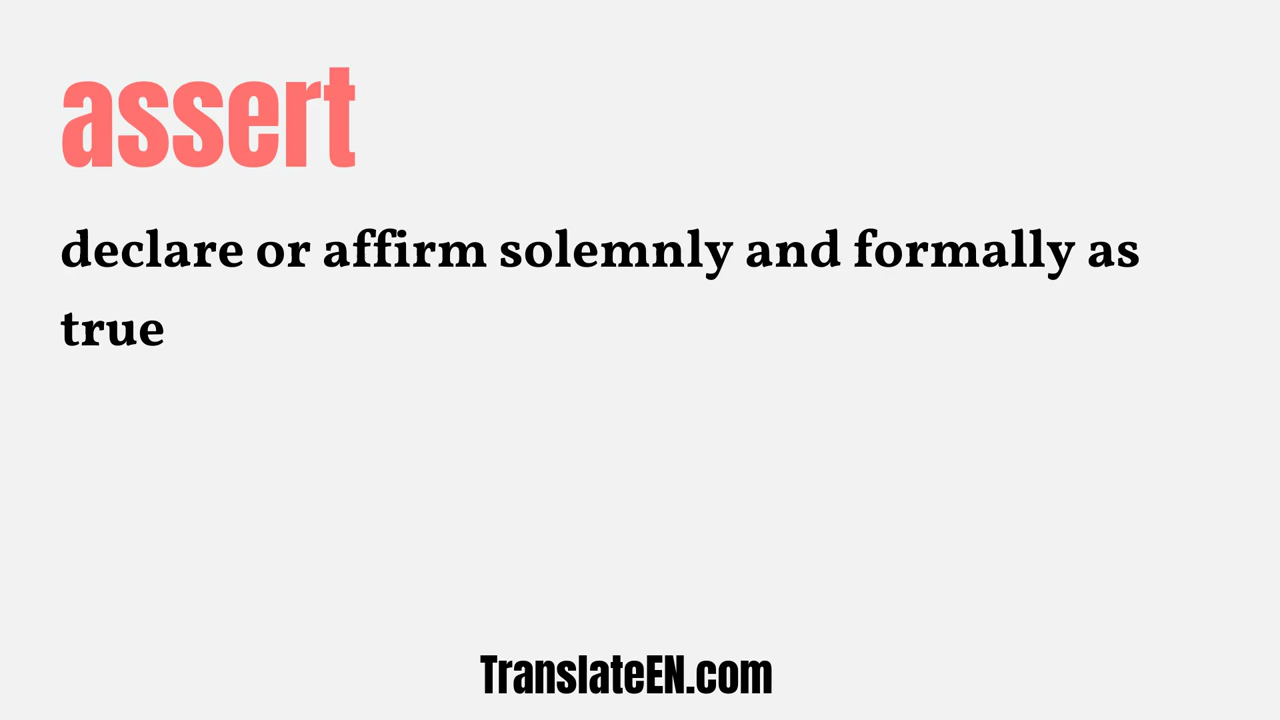 assert
declare or affirm solemnly and formally as
true
TranslateEN.com